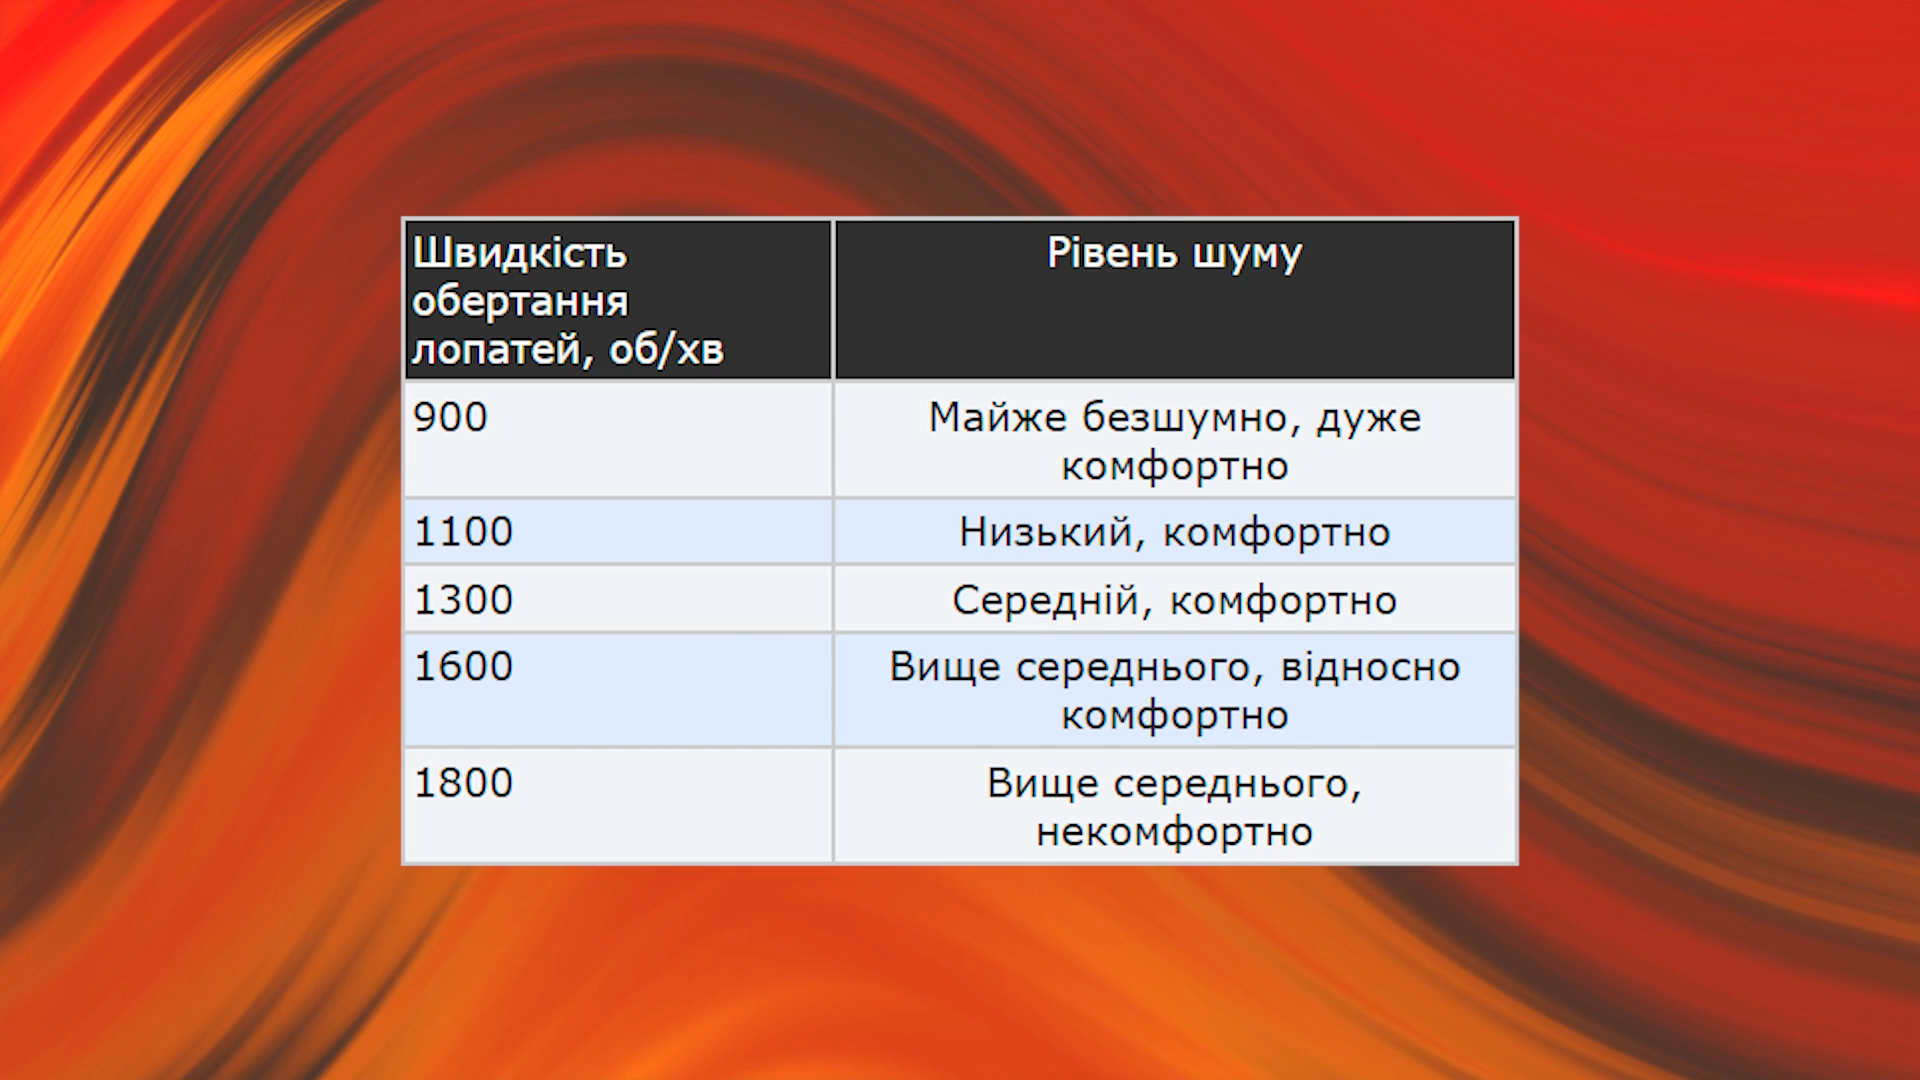 Швидкість
обертання
лопатей, об/хв
Рівень шуму
900
Майже безшумно, дуже
комфортно
1100
Низький, комфортно
1300
Середній, комфортно
1600
Вище середнього, відносно
комфортно
1800
Вище середнього,
некомфортно